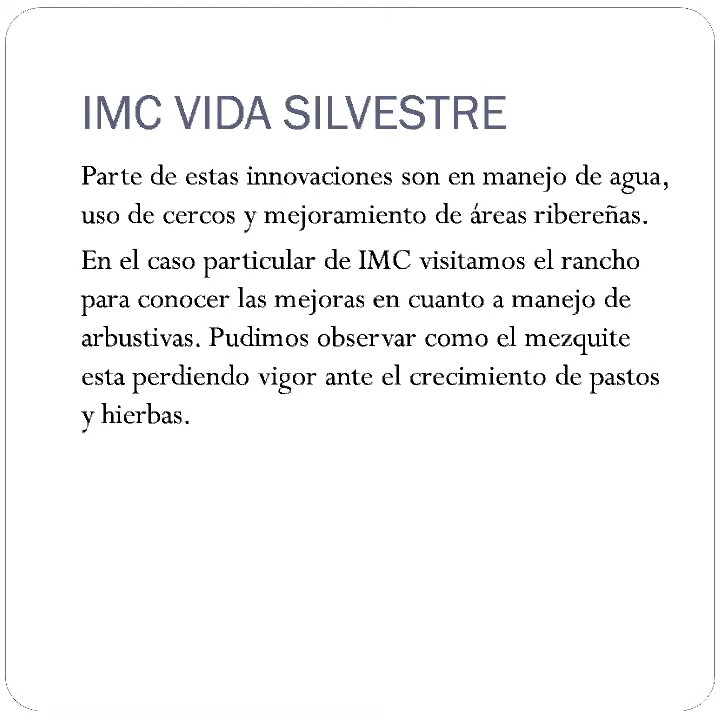 IMC VIDA SILVESTRE
Parte de estas innovaciones son en manejo de agua,
uso de cercos y mejoramiento de áreas ribereñas.
En el caso particular de IMC visitamos el rancho
para conocer las mejoras en cuanto a manejo de
arbustivas. Pudimos observar como el mezquite
esta perdiendo vigor ante el crecimiento de pastos
y hierbas.